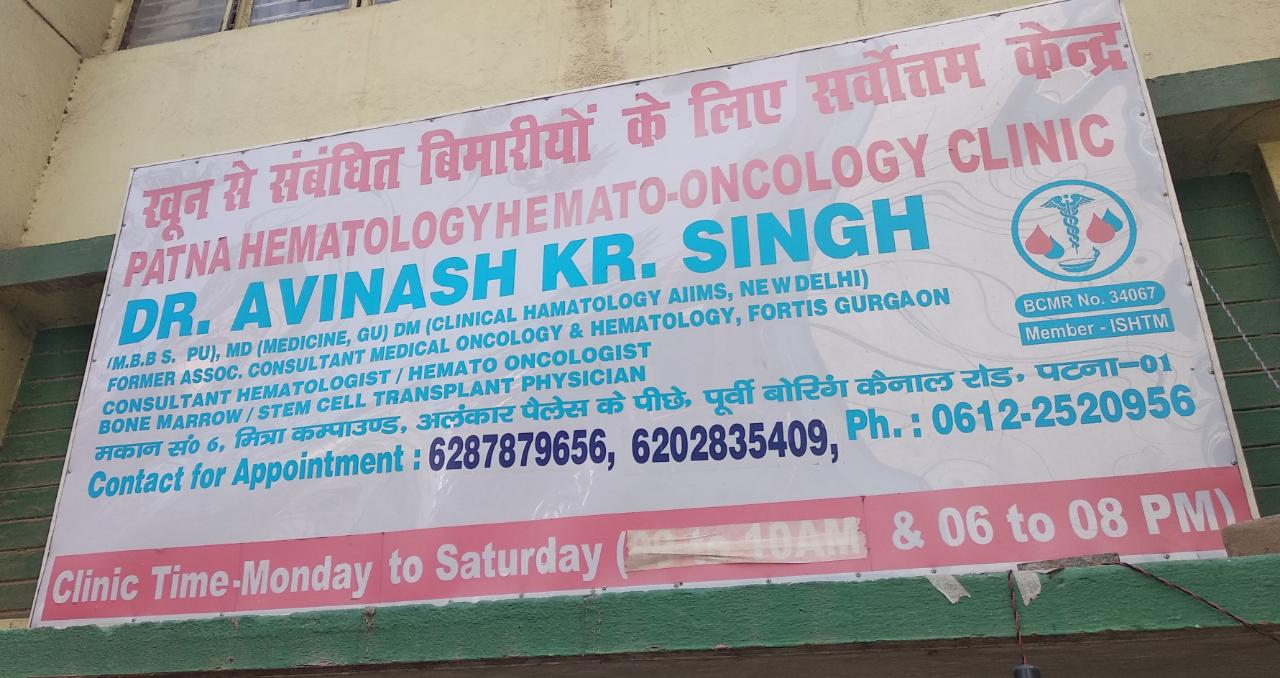 खून से संबंधित बिमारीयों के लिए सर्वोत्तम केन्द्र
PATNA HEMATOLOGYHEMATO-ONCOLOGY CLINIC
DR. AVINASH KR. SINGH
(M.B.B S. PU), MD (MEDICINE, GU) DM (CLINICAL HAMATOLOGY AIIMS, NEW DELHI)
FORMER ASSOC. CONSULTANT MEDICAL ONCOLOGY & HEMATOLOGY, FORTIS GURGAON
CONSULTANT HEMATOLOGIST / HEMATO ONCOLOGIST
BONE MARROW / STEM CELL TRANSPLANT PHYSICIAN
BCMR No. 34067
Member - ISHTM
मकान सं० 6, मित्रा कम्पाउण्ड, अलंकार पैलेस के पीछे, पूर्वी बोरिंग कैनाल रोड, पटना-01
Contact for Appointment : 6287879656, 6202835409, Ph. : 0612-2520956
Clinic Time-Monday to Saturday ( 10AM & 06 to 08 PM)